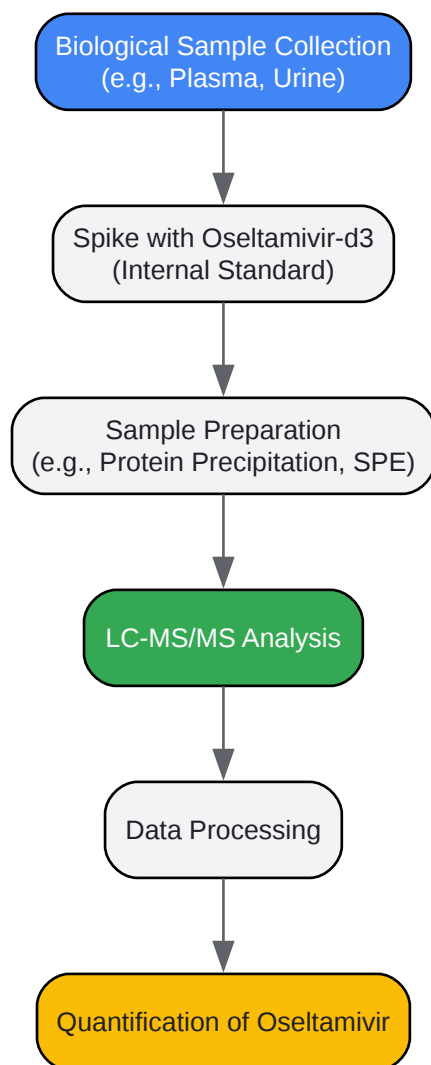 Biological Sample Collection
(e.g., Plasma, Urine)
Spike with Oseltamivir-d3
(Internal Standard)
Sample Preparation
(e.g., Protein Precipitation, SPE)
LC-MS/MS Analysis
Data Processing
Quantification of Oseltamivir